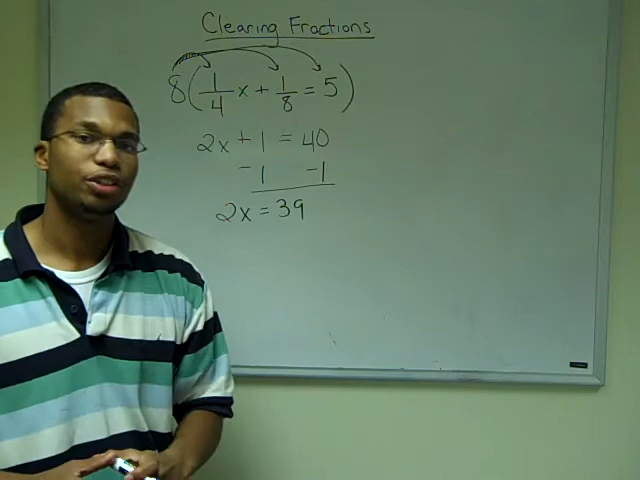 Clearing Fractions
8(1/4 x + 1/8 = 5)
2x + 1 = 40
-1 -1
2x = 39